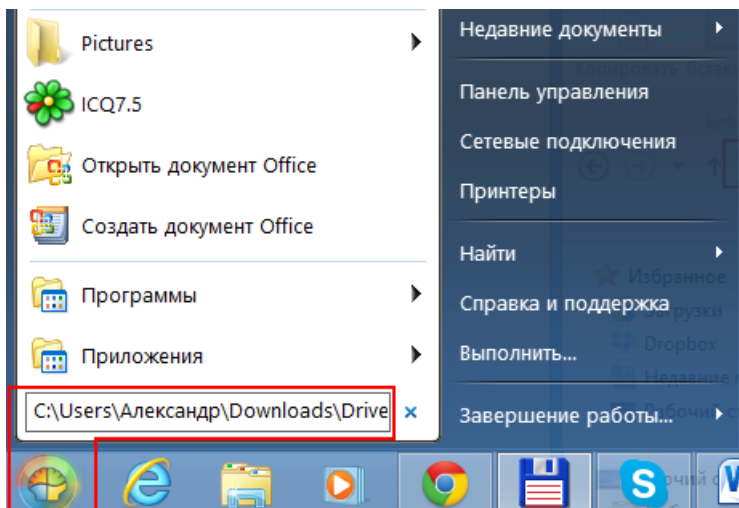 Pictures
ICQ7.5
Открыть документ Office
Создать документ Office
Программы
Приложения
C:\Users\Александр\Downloads\Drive
Недавние документы
Панель управления
Сетевые подключения
Принтеры
Найти
Справка и поддержка
Выполнить...
Завершение работы...
Копировать
Избранное
Загрузки
Dropbox